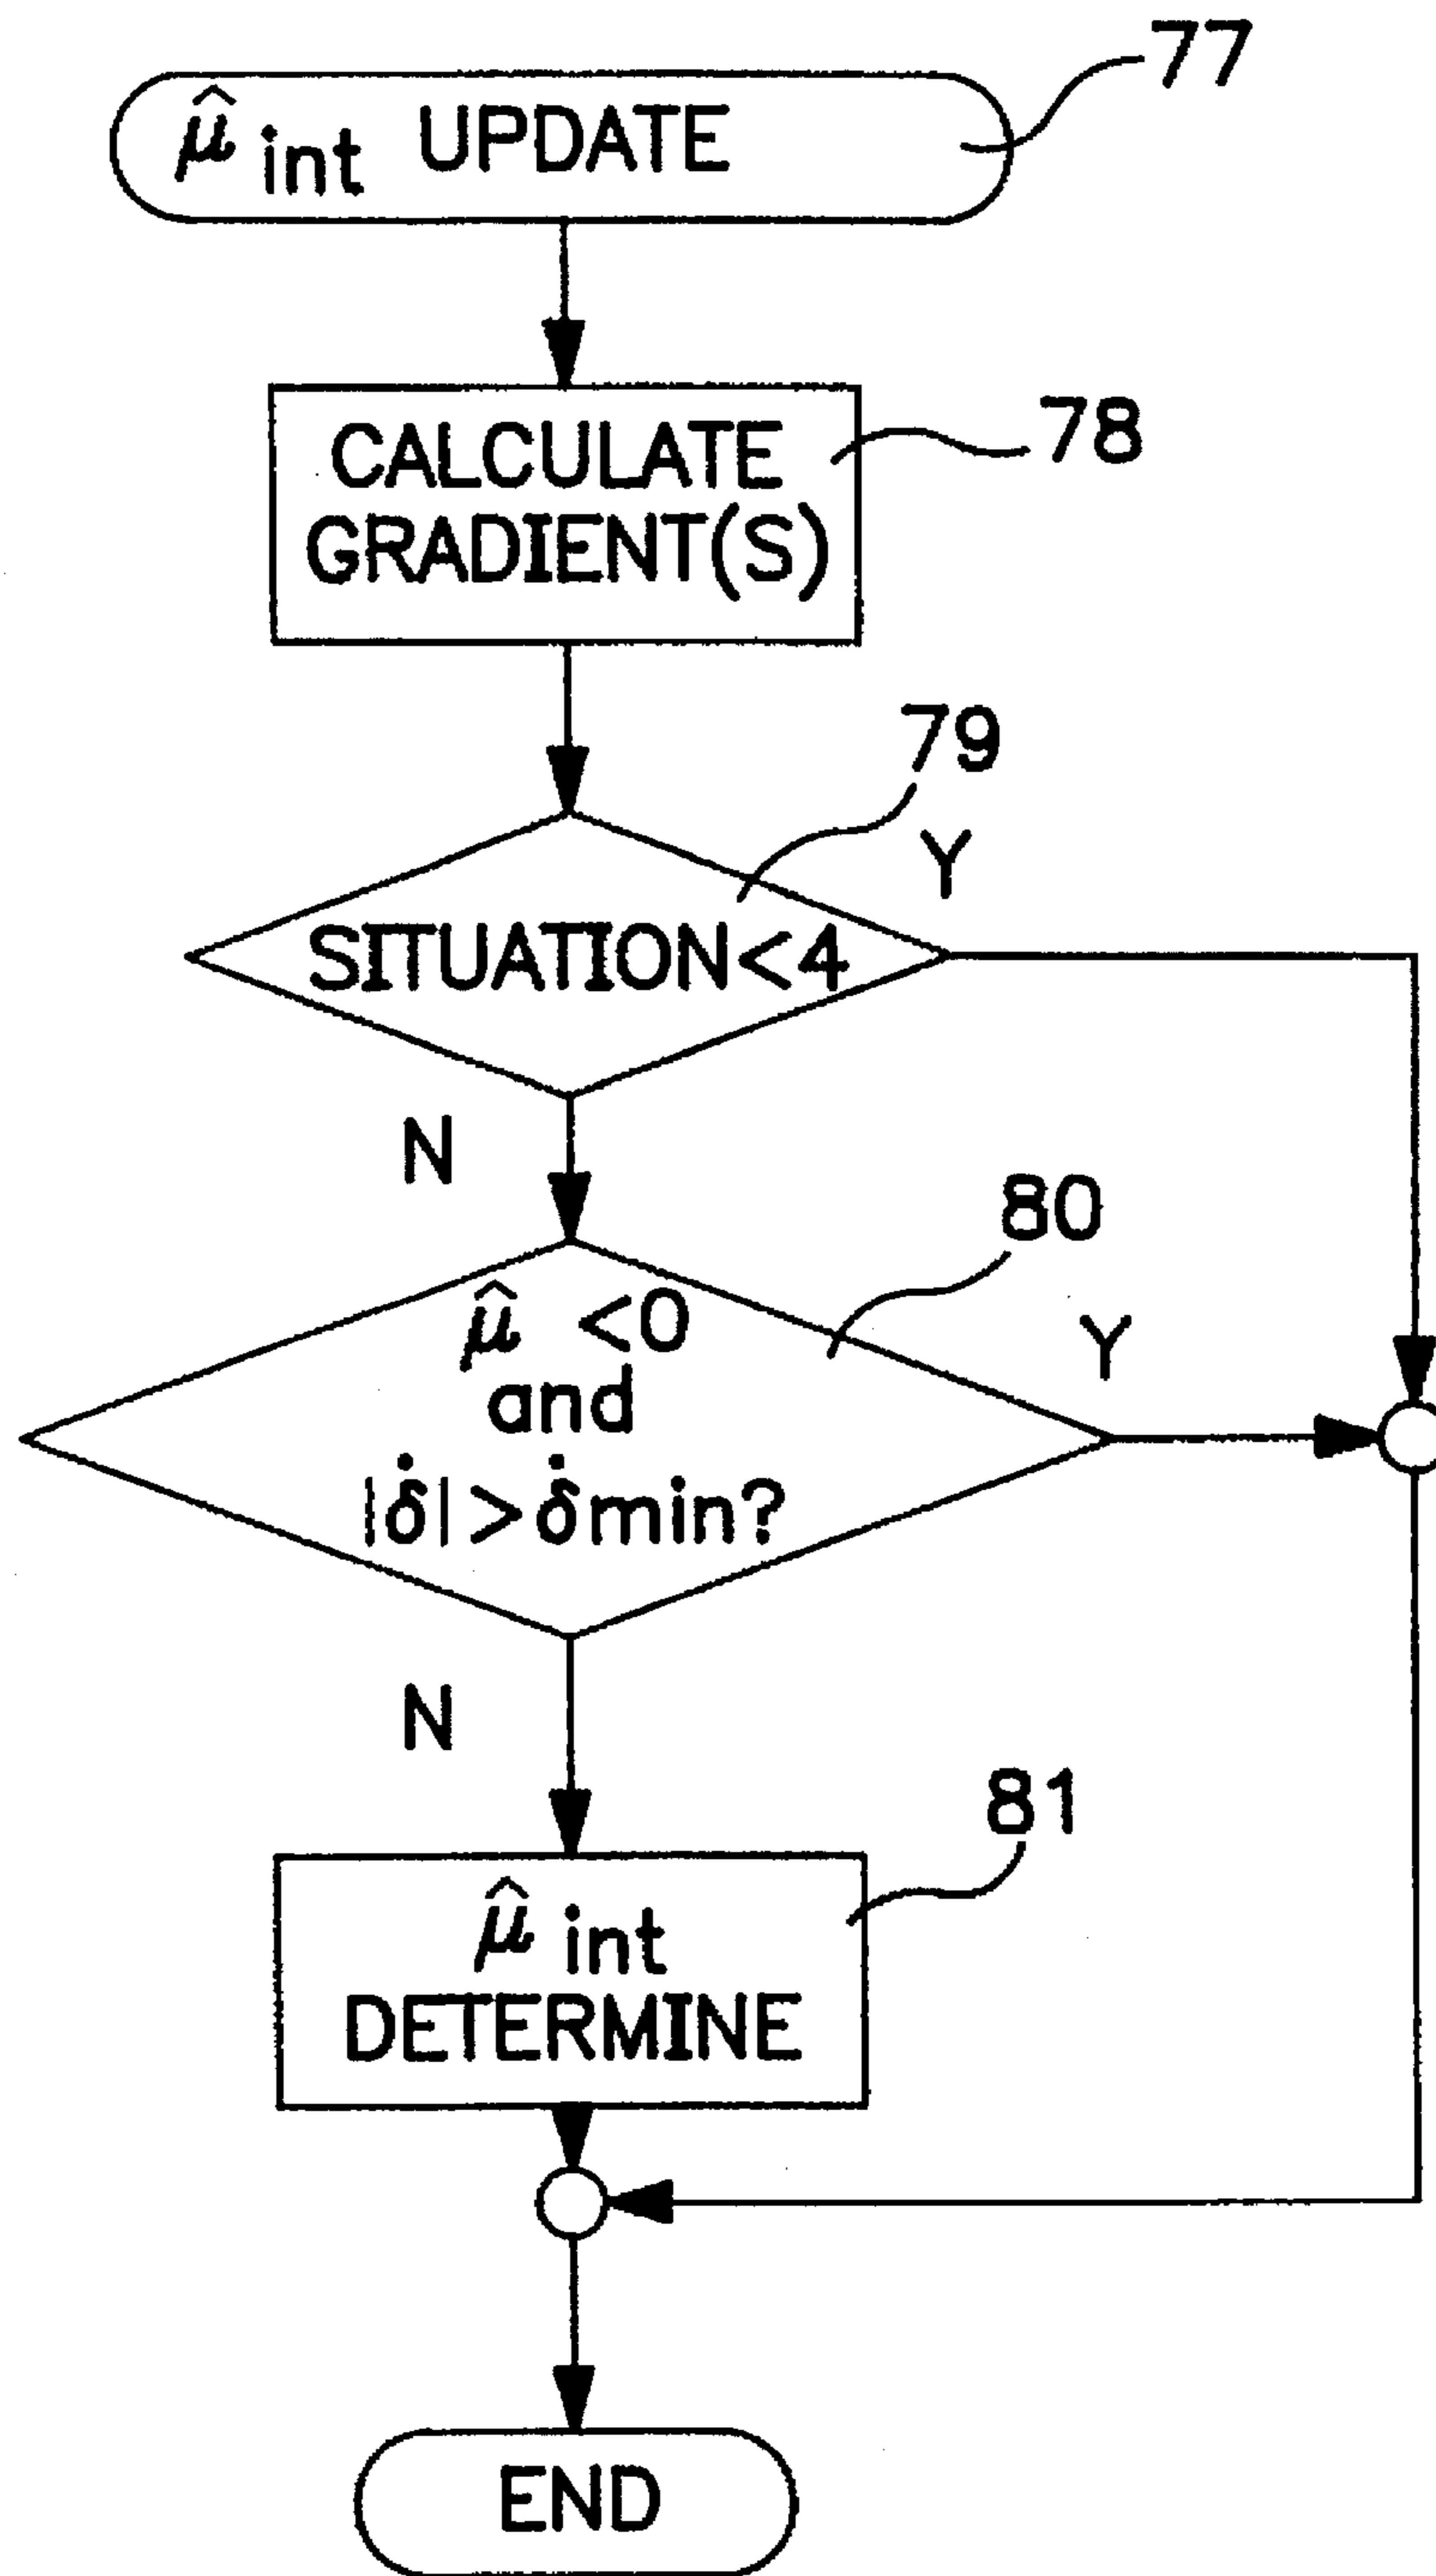 77
μ̂ int UPDATE
78
CALCULATE
GRADIENT(S)
79
Y
SITUATION<4
N
80
μ̂ <0
Y
and
|δ̇|>δ̇min?
N
81
μ̂ int
DETERMINE
END